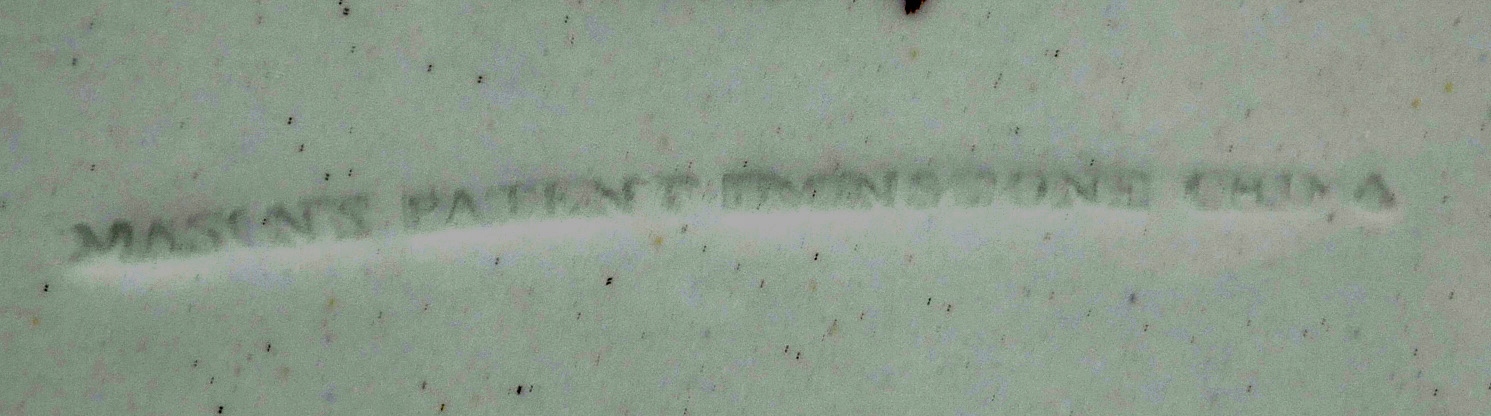 MASON'S PATENT IRONSTONE CHINA